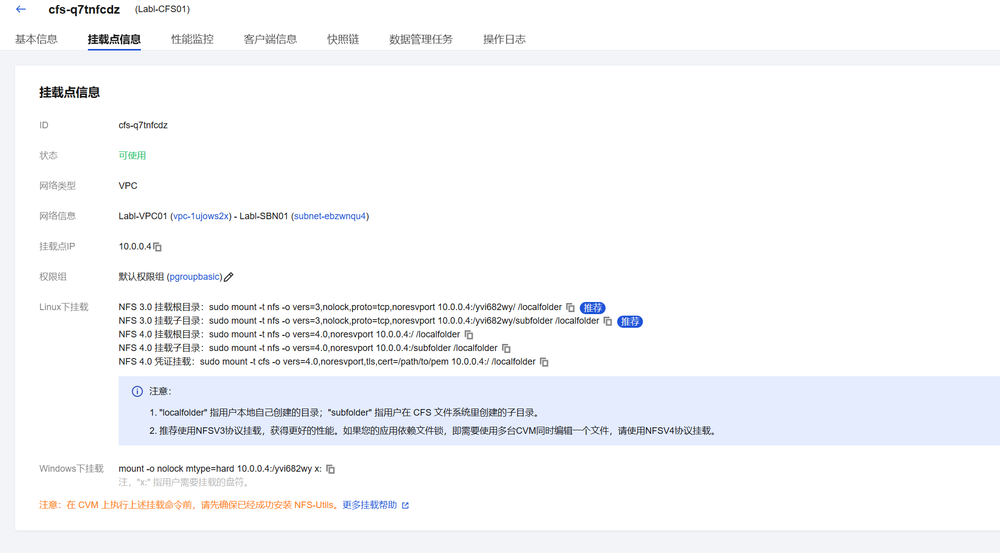 cfs-q7tnfcdz (Labl-CFS01)
基本信息 挂载点信息 性能监控 客户端信息 快照链 数据管理任务 操作日志
挂载点信息
ID cfs-q7tnfcdz
状态 可使用
网络类型 VPC
网络信息 Labl-VPC01 (vpc-1ujows2x) - Labl-SBN01 (subnet-ebzwnqu4)
挂载点IP 10.0.0.4
权限组 默认权限组 (pgroupbasic)
Linux下挂载 NFS 3.0 挂载根目录：sudo mount -t nfs -o vers=3,nolock,proto=tcp,noresvport 10.0.0.4:/yvi682wy/ /localfolder 推荐
NFS 3.0 挂载子目录：sudo mount -t nfs -o vers=3,nolock,proto=tcp,noresvport 10.0.0.4:/yvi682wy/subfolder /localfolder 推荐
NFS 4.0 挂载根目录：sudo mount -t nfs -o vers=4.0,noresvport 10.0.0.4:/ /localfolder
NFS 4.0 挂载子目录：sudo mount -t nfs -o vers=4.0,noresvport 10.0.0.4:/subfolder /localfolder
NFS 4.0 凭证挂载：sudo mount -t cfs -o vers=4.0,noresvport,tls,cert=/path/to/pem 10.0.0.4:/ /localfolder
注意：
1. "localfolder" 指用户本地自己创建的目录；"subfolder" 指用户在 CFS 文件系统里创建的子目录。
2. 推荐使用NFSV3协议挂载，获得更好的性能。如果您的应用依赖文件锁，即需要使用多台CVM同时编辑一个文件，请使用NFSV4协议挂载。
Windows下挂载 mount -o nolock mtype=hard 10.0.0.4:/yvi682wy x:
注，"x:" 指用户需要挂载的盘符。
注意：在 CVM 上执行上述挂载命令前，请先确保已经成功安装 NFS-Utils。更多挂载帮助